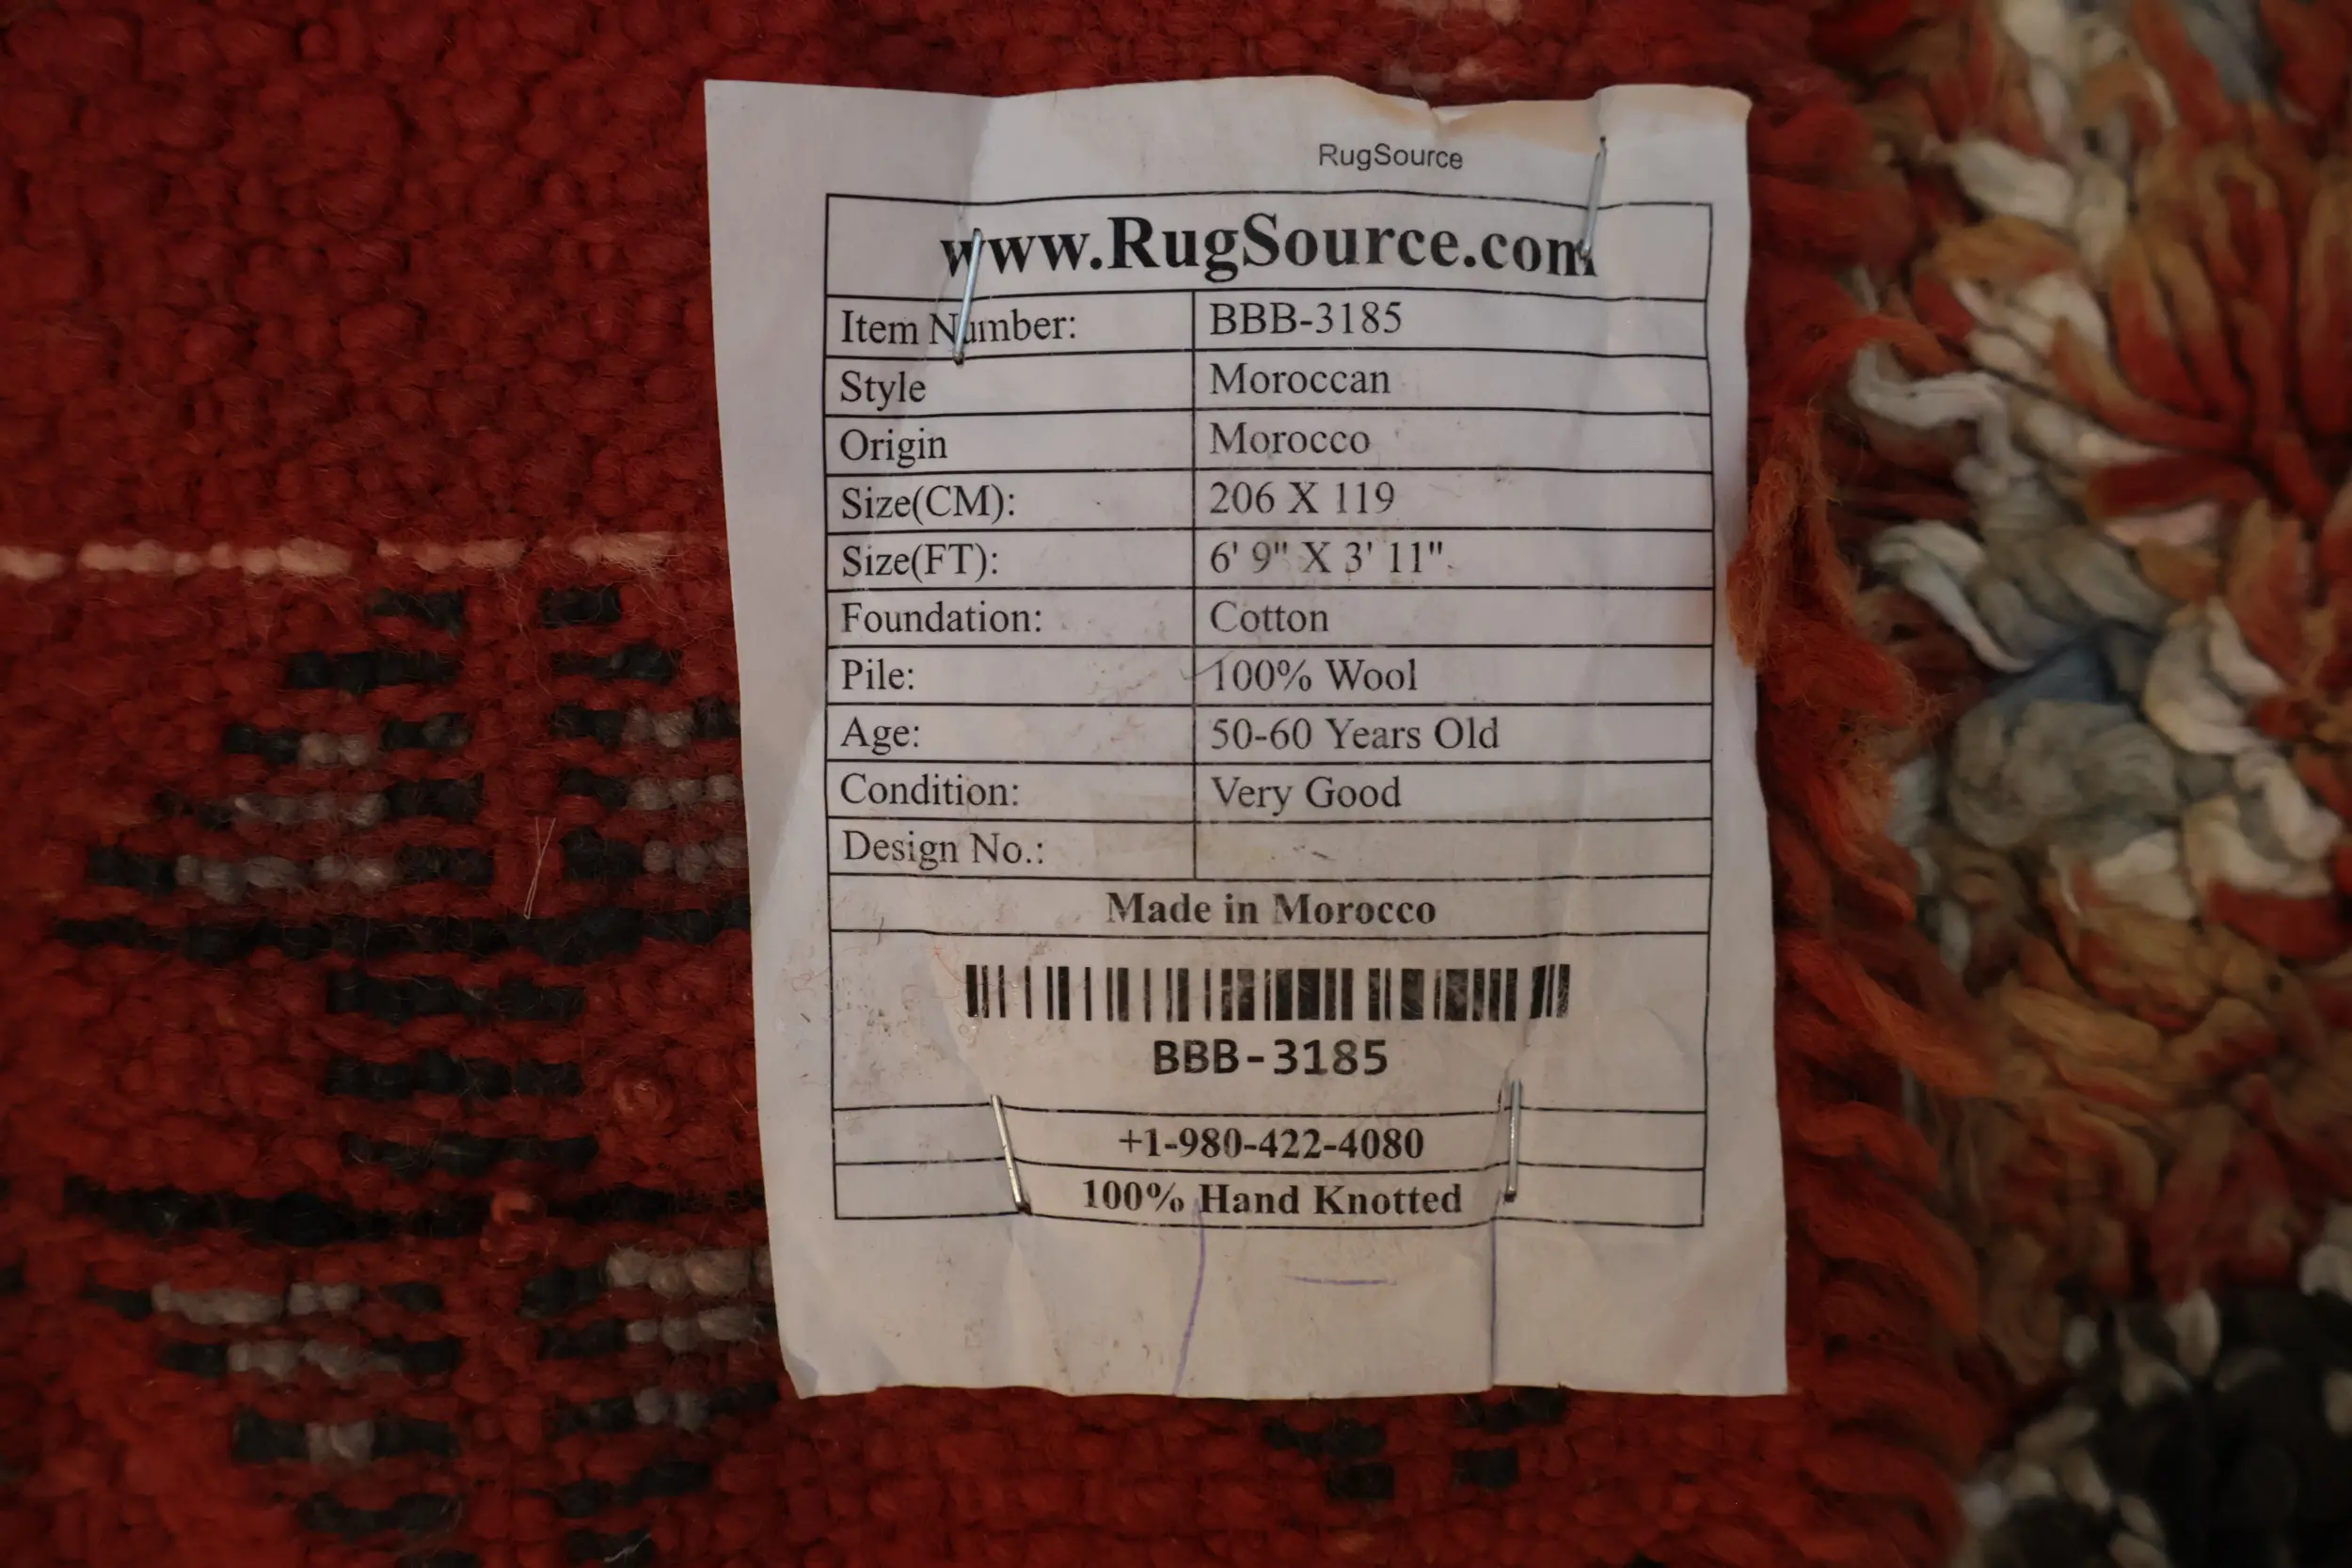 RugSource
www.RugSource.com
Item Number: BBB-3185
Style Moroccan
Origin Morocco
Size(CM): 206 X 119
Size(FT): 6' 9" X 3' 11"
Foundation: Cotton
Pile: 100% Wool
Age: 50-60 Years Old
Condition: Very Good
Design No.:
Made in Morocco
BBB-3185
+1-980-422-4080
100% Hand Knotted